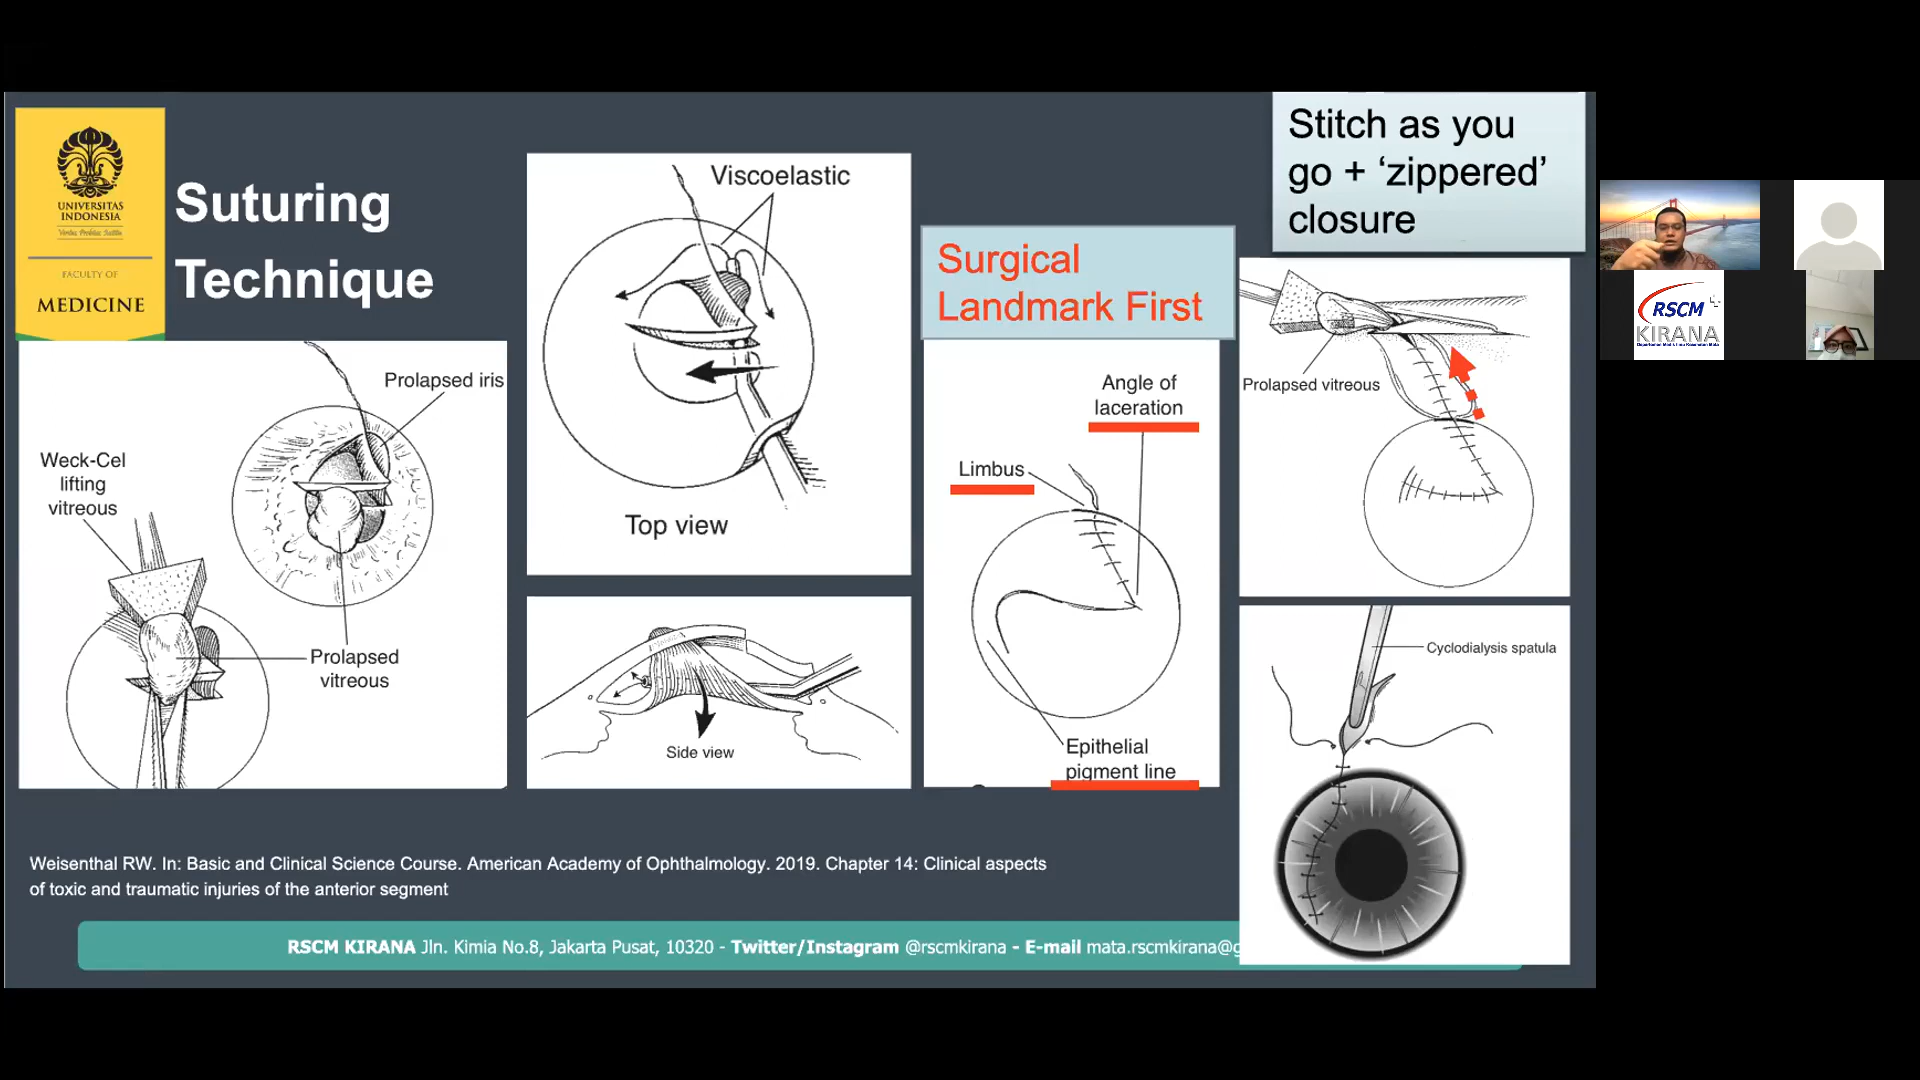 UNIVERSITAS
INDONESIA
FACULTY OF
MEDICINE
Suturing
Technique
Prolapsed iris
Weck-Cel
lifting
vitreous
Prolapsed
vitreous
Viscoelastic
Top view
Side view
Surgical
Landmark First
Angle of
laceration
Limbus
Epithelial
pigment line
Stitch as you
go + ‘zippered’
closure
Prolapsed vitreous
Cyclodialysis spatula
Weisenthal RW. In: Basic and Clinical Science Course. American Academy of Ophthalmology. 2019. Chapter 14: Clinical aspects
of toxic and traumatic injuries of the anterior segment
RSCM KIRANA Jln. Kimia No.8, Jakarta Pusat, 10320 - Twitter/Instagram @rscmkirana - E-mail mata.rscmkirana@g
RSCM
KIRANA